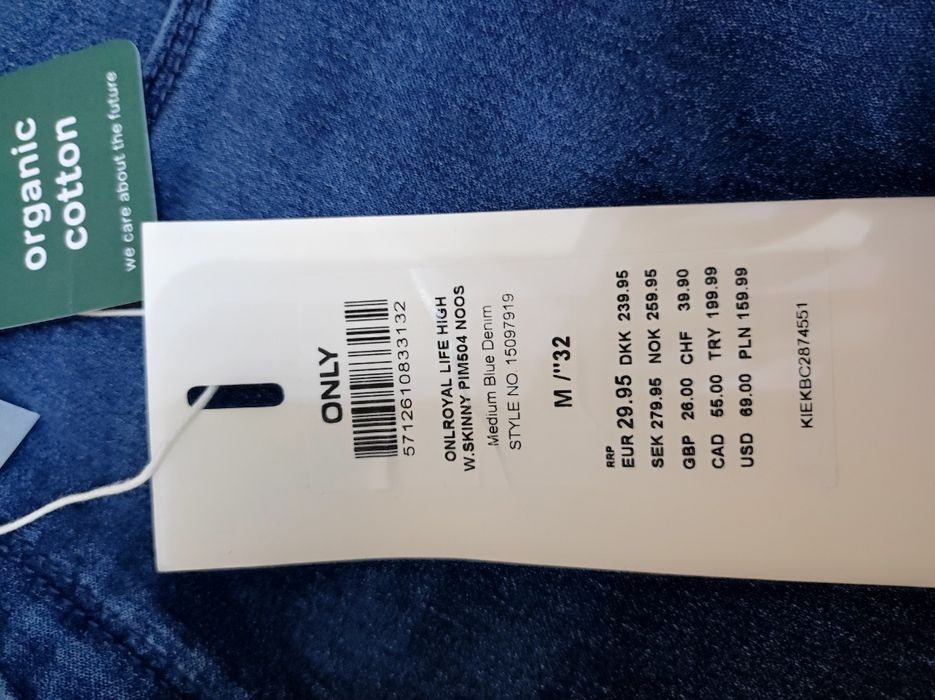 organic
cotton
we care about the future
ONLY
5712610833132
ONLROYAL LIFE HIGH
W.SKINNY PIM504 NOOS
Medium Blue Denim
STYLE NO. 15097919
M /"32
RRP
EUR 29.95 DKK 239.95
SEK 279.95 NOK 259.95
GBP 26.00 CHF 39.90
CAD 55.00 TRY 199.99
USD 69.00 PLN 159.99
KIEKBC2874551